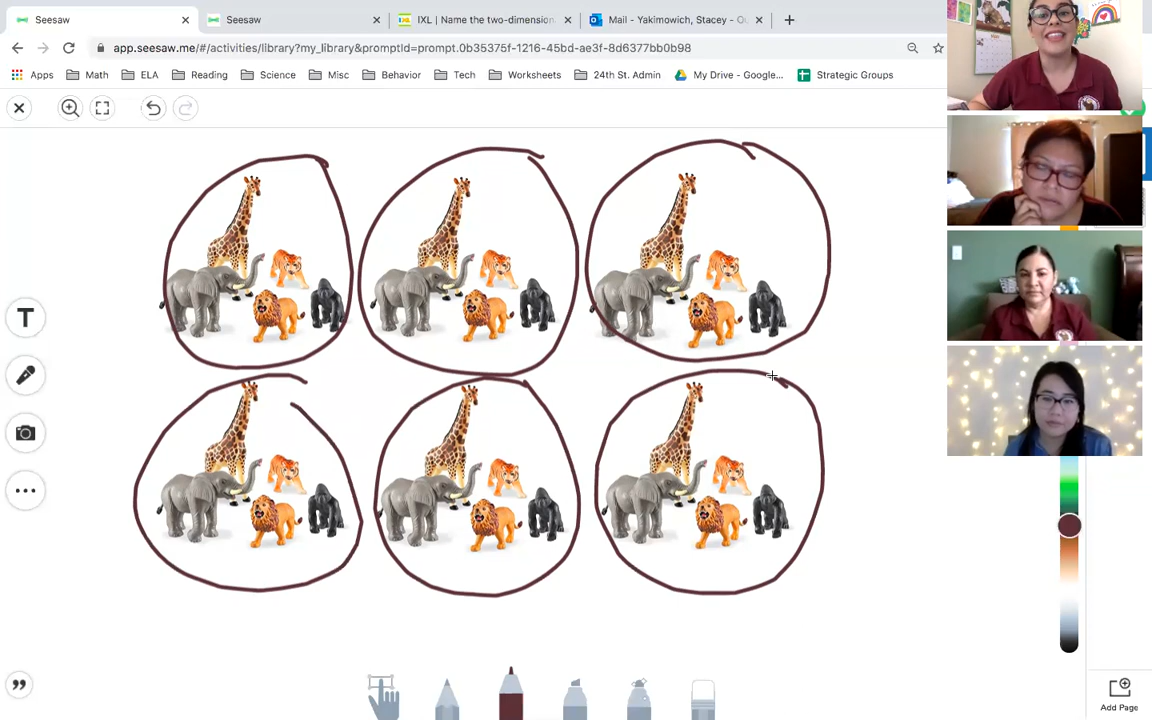 Seesaw
Seesaw
IXL | Name the two-dimension
Mail - Yakimowich, Stacey - Ou
app.seesaw.me/#/activities/library?my_library&promptId=prompt.0b35375f-1216-45bd-ae3f-8d6377bb0b98
Apps Math ELA Reading Science Misc Behavior Tech Worksheets 24th St. Admin My Drive - Google... Strategic Groups
T
Add Page